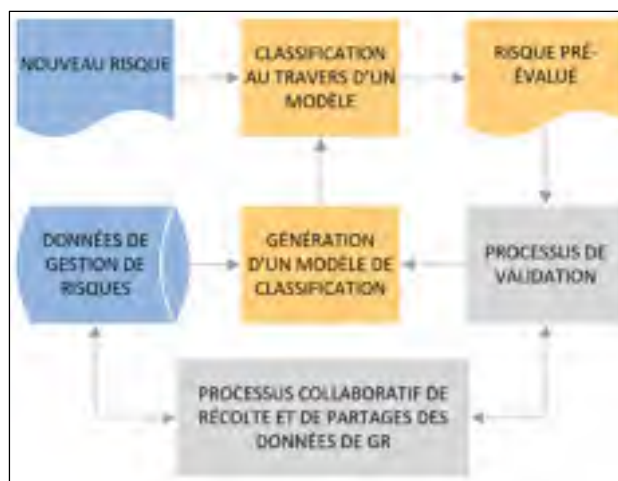 NOUVEAU RISQUE
CLASSIFICATION
AU TRAVERS D'UN
MODÈLE
RISQUE PRÉ-
ÉVALUÉ
DONNÉES DE
GESTION DE
RISQUES
GÉNÉRATION
D'UN MODÈLE DE
CLASSIFICATION
PROCESSUS DE
VALIDATION
PROCESSUS COLLABORATIF DE
RÉCOLTE ET DE PARTAGES DES
DONNÉES DE GR